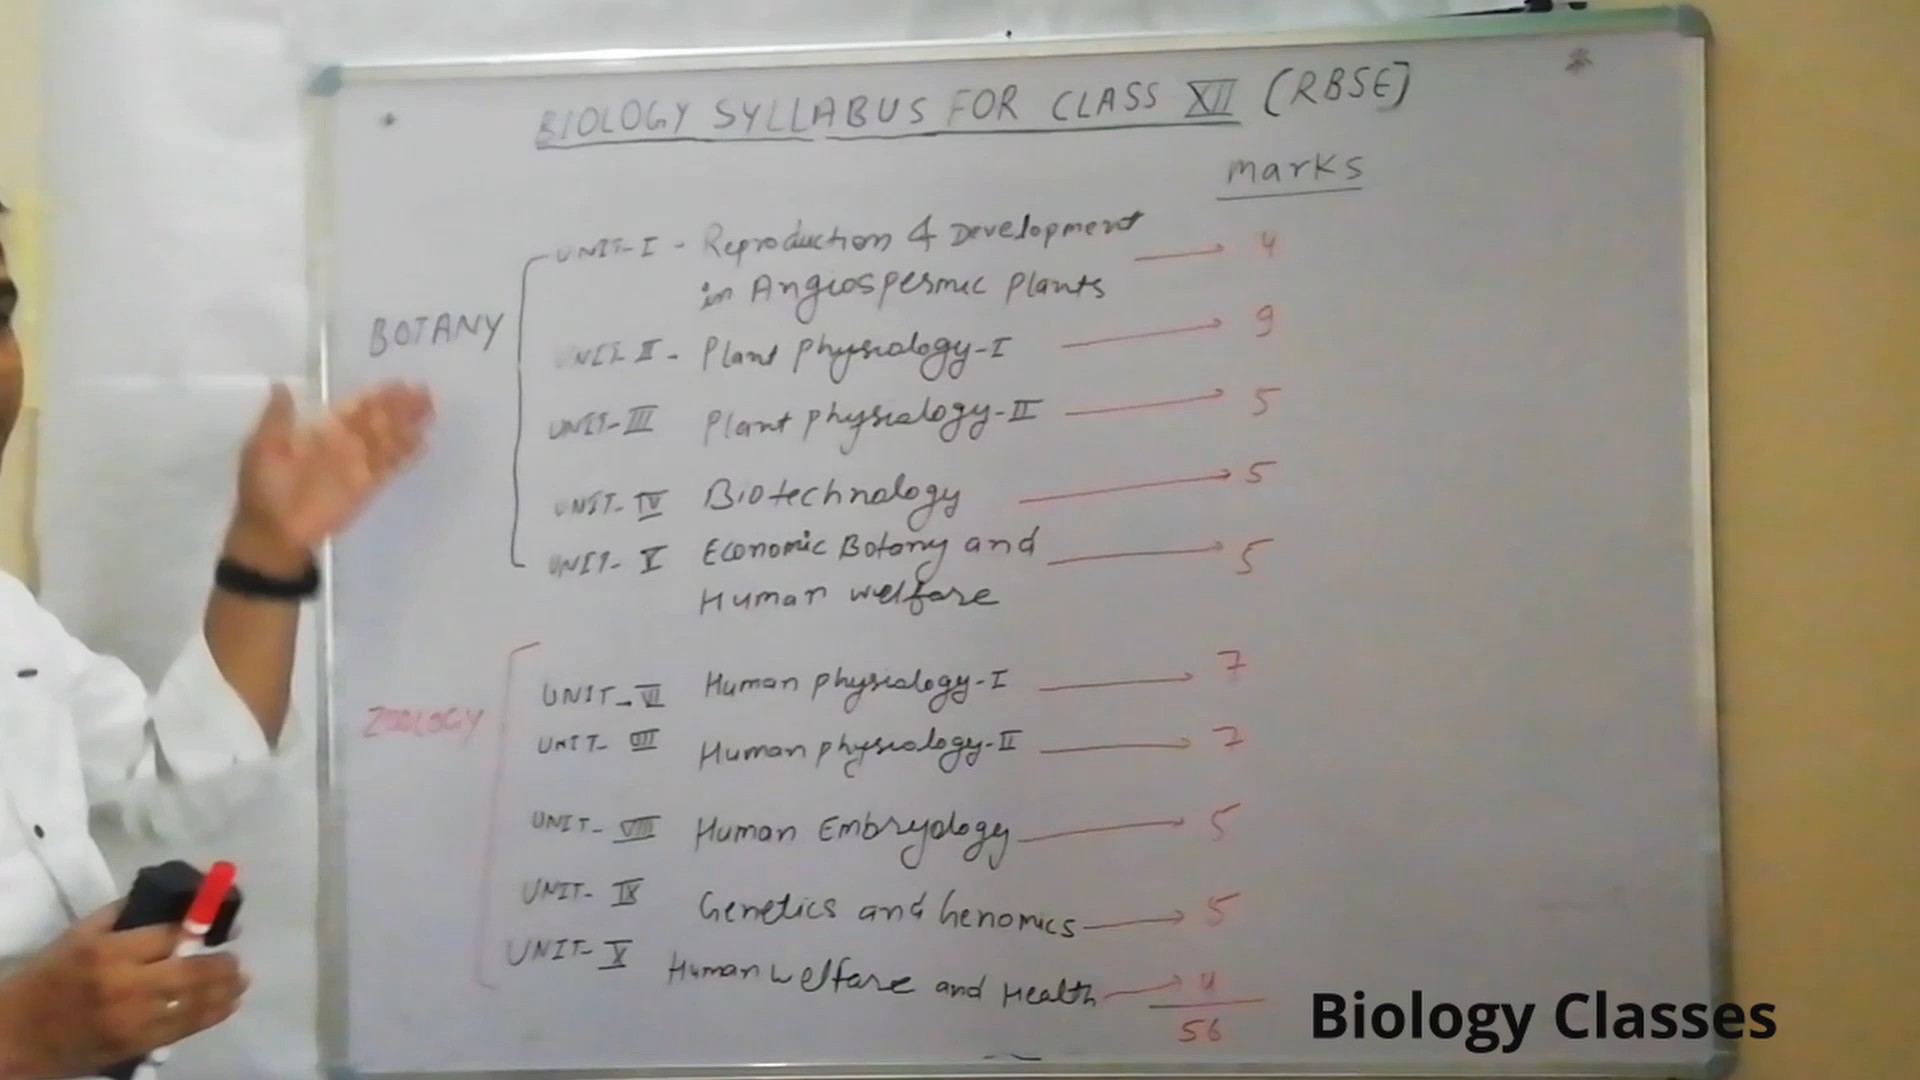 BIOLOGY SYLLABUS FOR CLASS XII (RBSE)
marks
BOTANY
UNIT-I - Reproduction & Development → 4
in Angiospermic Plants
UNIT II - Plant Physiology-I → 9
UNIT-III Plant physiology-II → 5
UNIT-IV Biotechnology → 5
UNIT-V Economic Botany and → 5
Human welfare
ZOOLOGY
UNIT-VI Human physiology-I → 7
UNIT-VII Human physiology-II → 7
UNIT-VIII Human Embryology → 5
UNIT-IX Genetics and Genomics → 5
UNIT-X Human welfare and Health → 4
56
Biology Classes